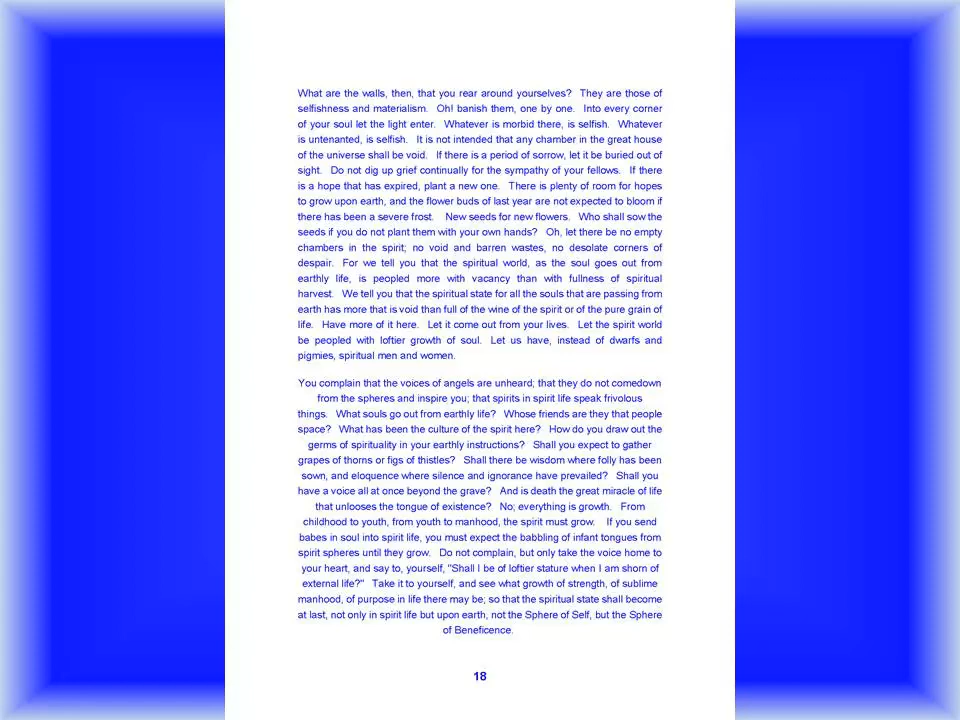 What are the walls, then, that you rear around yourselves? They are those of
selfishness and materialism. Oh! banish them, one by one. Into every corner
of your soul let the light enter. Whatever is morbid there, is selfish. Whatever
is untenanted, is selfish. It is not intended that any chamber in the great house
of the universe shall be void. If there is a period of sorrow, let it be buried out of
sight. Do not dig up grief continually for the sympathy of your fellows. If there
is a hope that has expired, plant a new one. There is plenty of room for hopes
to grow upon earth, and the flower buds of last year are not expected to bloom if
there has been a severe frost. New seeds for new flowers. Who shall sow the
seeds if you do not plant them with your own hands? Oh, let there be no empty
chambers in the spirit; no void and barren wastes, no desolate corners of
despair. For we tell you that the spiritual world, as the soul goes out from
earthly life, is peopled more with vacancy than with fullness of spiritual
harvest. We tell you that the spiritual state for all the souls that are passing from
earth has more that is void than full of the wine of the spirit or of the pure grain of
life. Have more of it here. Let it come out from your lives. Let the spirit world
be peopled with loftier growth of soul. Let us have, instead of dwarfs and
pigmies, spiritual men and women.
You complain that the voices of angels are unheard; that they do not comedown
from the spheres and inspire you; that spirits in spirit life speak frivolous
things. What souls go out from earthly life? Whose friends are they that people
space? What has been the culture of the spirit here? How do you draw out the
germs of spirituality in your earthly instructions? Shall you expect to gather
grapes of thorns or figs of thistles? Shall there be wisdom where folly has been
sown, and eloquence where silence and ignorance have prevailed? Shall you
have a voice all at once beyond the grave? And is death the great miracle of life
that unlooses the tongue of existence? No; everything is growth. From
childhood to youth, from youth to manhood, the spirit must grow. If you send
babes in soul into spirit life, you must expect the babbling of infant tongues from
spirit spheres until they grow. Do not complain, but only take the voice home to
your heart, and say to, yourself, "Shall I be of loftier stature when I am shorn of
external life?" Take it to yourself, and see what growth of strength, of sublime
manhood, of purpose in life there may be; so that the spiritual state shall become
at last, not only in spirit life but upon earth, not the Sphere of Self, but the Sphere
of Beneficence.
18